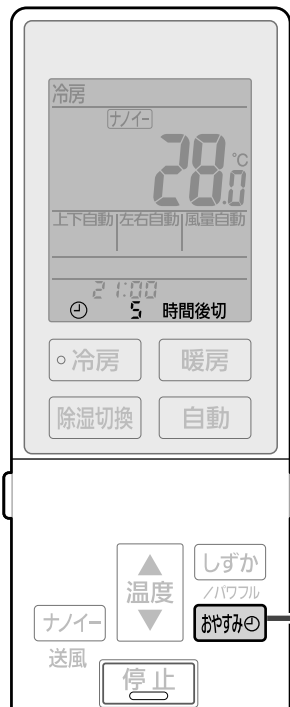 冷房
ナノイー
28.0℃
上下自動 左右自動 風量自動
21:00
5 時間後切
冷房 暖房
除湿切換 自動
しずか
/パワフル
温度
ナノイー
おやすみ
送風
停止